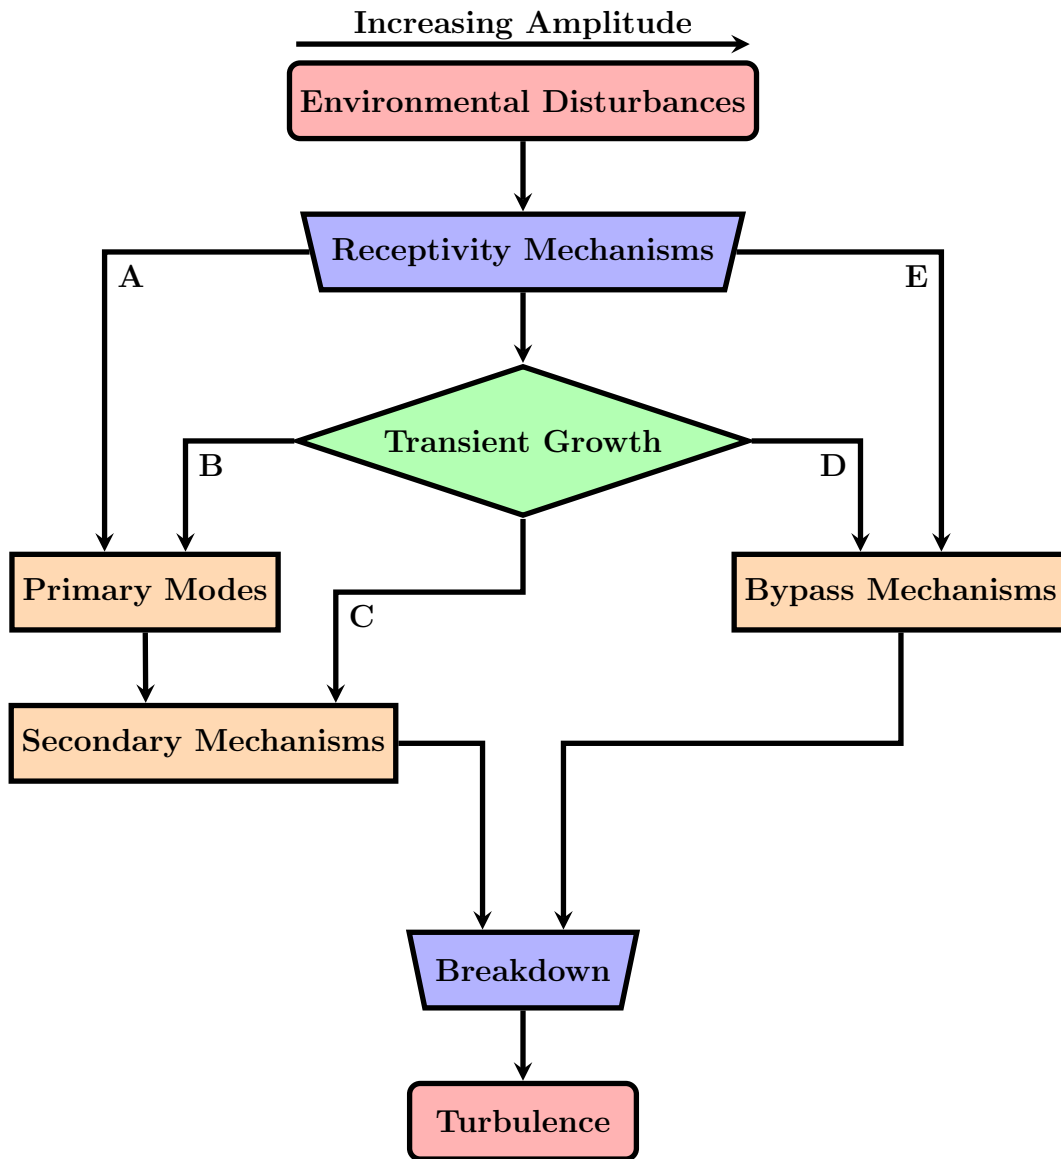 Increasing Amplitude
Environmental Disturbances
Receptivity Mechanisms
A
E
Transient Growth
B
D
Primary Modes
Bypass Mechanisms
C
Secondary Mechanisms
Breakdown
Turbulence